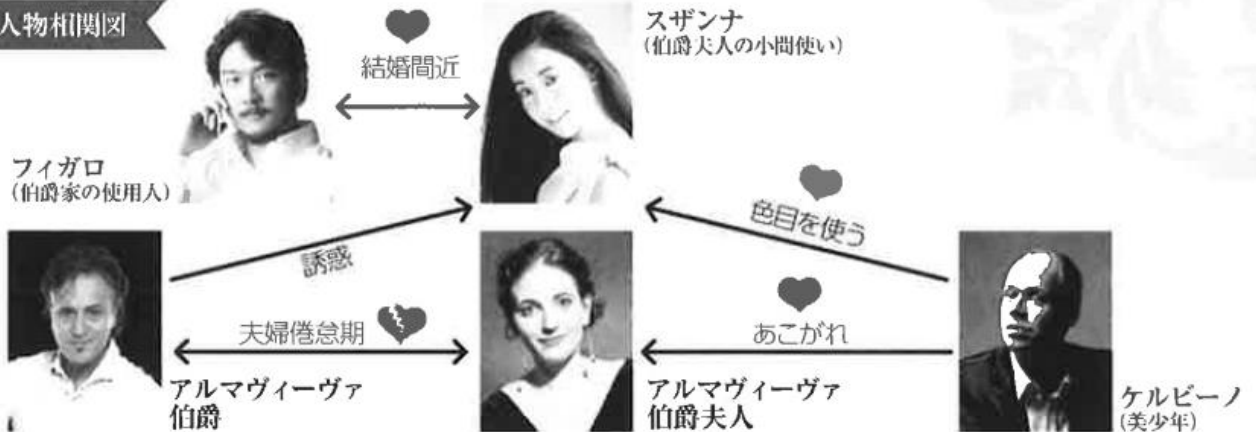 人物相関図
スザンナ
(伯爵夫人の小間使い)
結婚間近
フィガロ
(伯爵家の使用人)
色目を使う
誘惑
夫婦倦怠期
あこがれ
アルマヴィーヴァ
伯爵
アルマヴィーヴァ
伯爵夫人
ケルビーノ
(美少年)